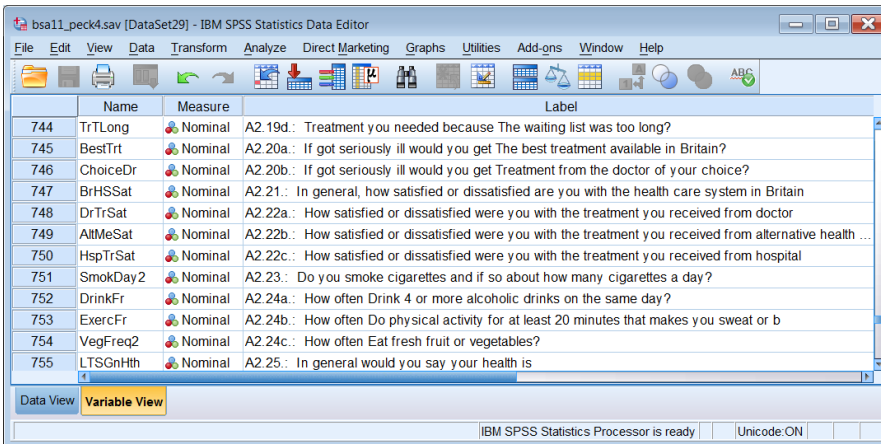 bsa11_peck4.sav [DataSet29] - IBM SPSS Statistics Data Editor
File Edit View Data Transform Analyze Direct Marketing Graphs Utilities Add-ons Window Help
Name Measure Label
744 TrTLong Nominal A2.19d.: Treatment you needed because The waiting list was too long?
745 BestTrt Nominal A2.20a.: If got seriously ill would you get The best treatment available in Britain?
746 ChoiceDr Nominal A2.20b.: If got seriously ill would you get Treatment from the doctor of your choice?
747 BrHSSat Nominal A2.21.: In general, how satisfied or dissatisfied are you with the health care system in Britain
748 DrTrSat Nominal A2.22a.: How satisfied or dissatisfied were you with the treatment you received from doctor
749 AltMeSat Nominal A2.22b.: How satisfied or dissatisfied were you with the treatment you received from alternative health ...
750 HspTrSat Nominal A2.22c.: How satisfied or dissatisfied were you with the treatment you received from hospital
751 SmokDay2 Nominal A2.23.: Do you smoke cigarettes and if so about how many cigarettes a day?
752 DrinkFr Nominal A2.24a.: How often Drink 4 or more alcoholic drinks on the same day?
753 ExercFr Nominal A2.24b.: How often Do physical activity for at least 20 minutes that makes you sweat or b
754 VegFreq2 Nominal A2.24c.: How often Eat fresh fruit or vegetables?
755 LTSGnHth Nominal A2.25.: In general would you say your health is
Data View Variable View
IBM SPSS Statistics Processor is ready Unicode:ON